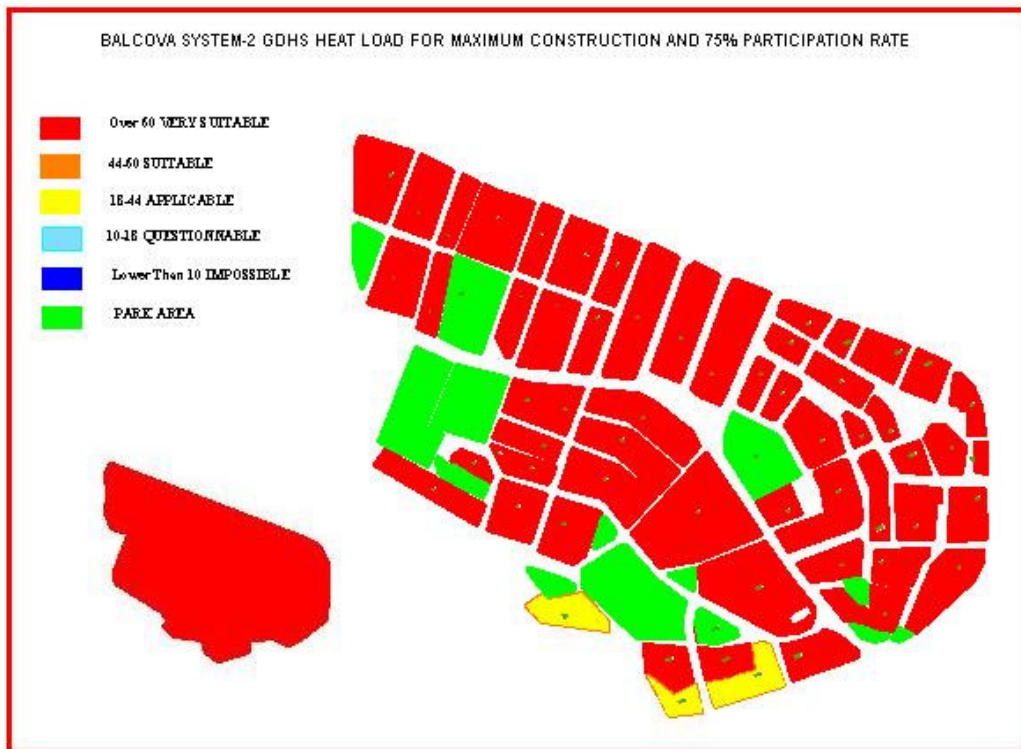 BALCOVA SYSTEM-2 GDHS HEAT LOAD FOR MAXIMUM CONSTRUCTION AND 75% PARTICIPATION RATE
Over 60 VERY SUITABLE
44-60 SUITABLE
18-44 APPLICABLE
10-18 QUESTIONNABLE
Lower Than 10 IMPOSSIBLE
PARK AREA